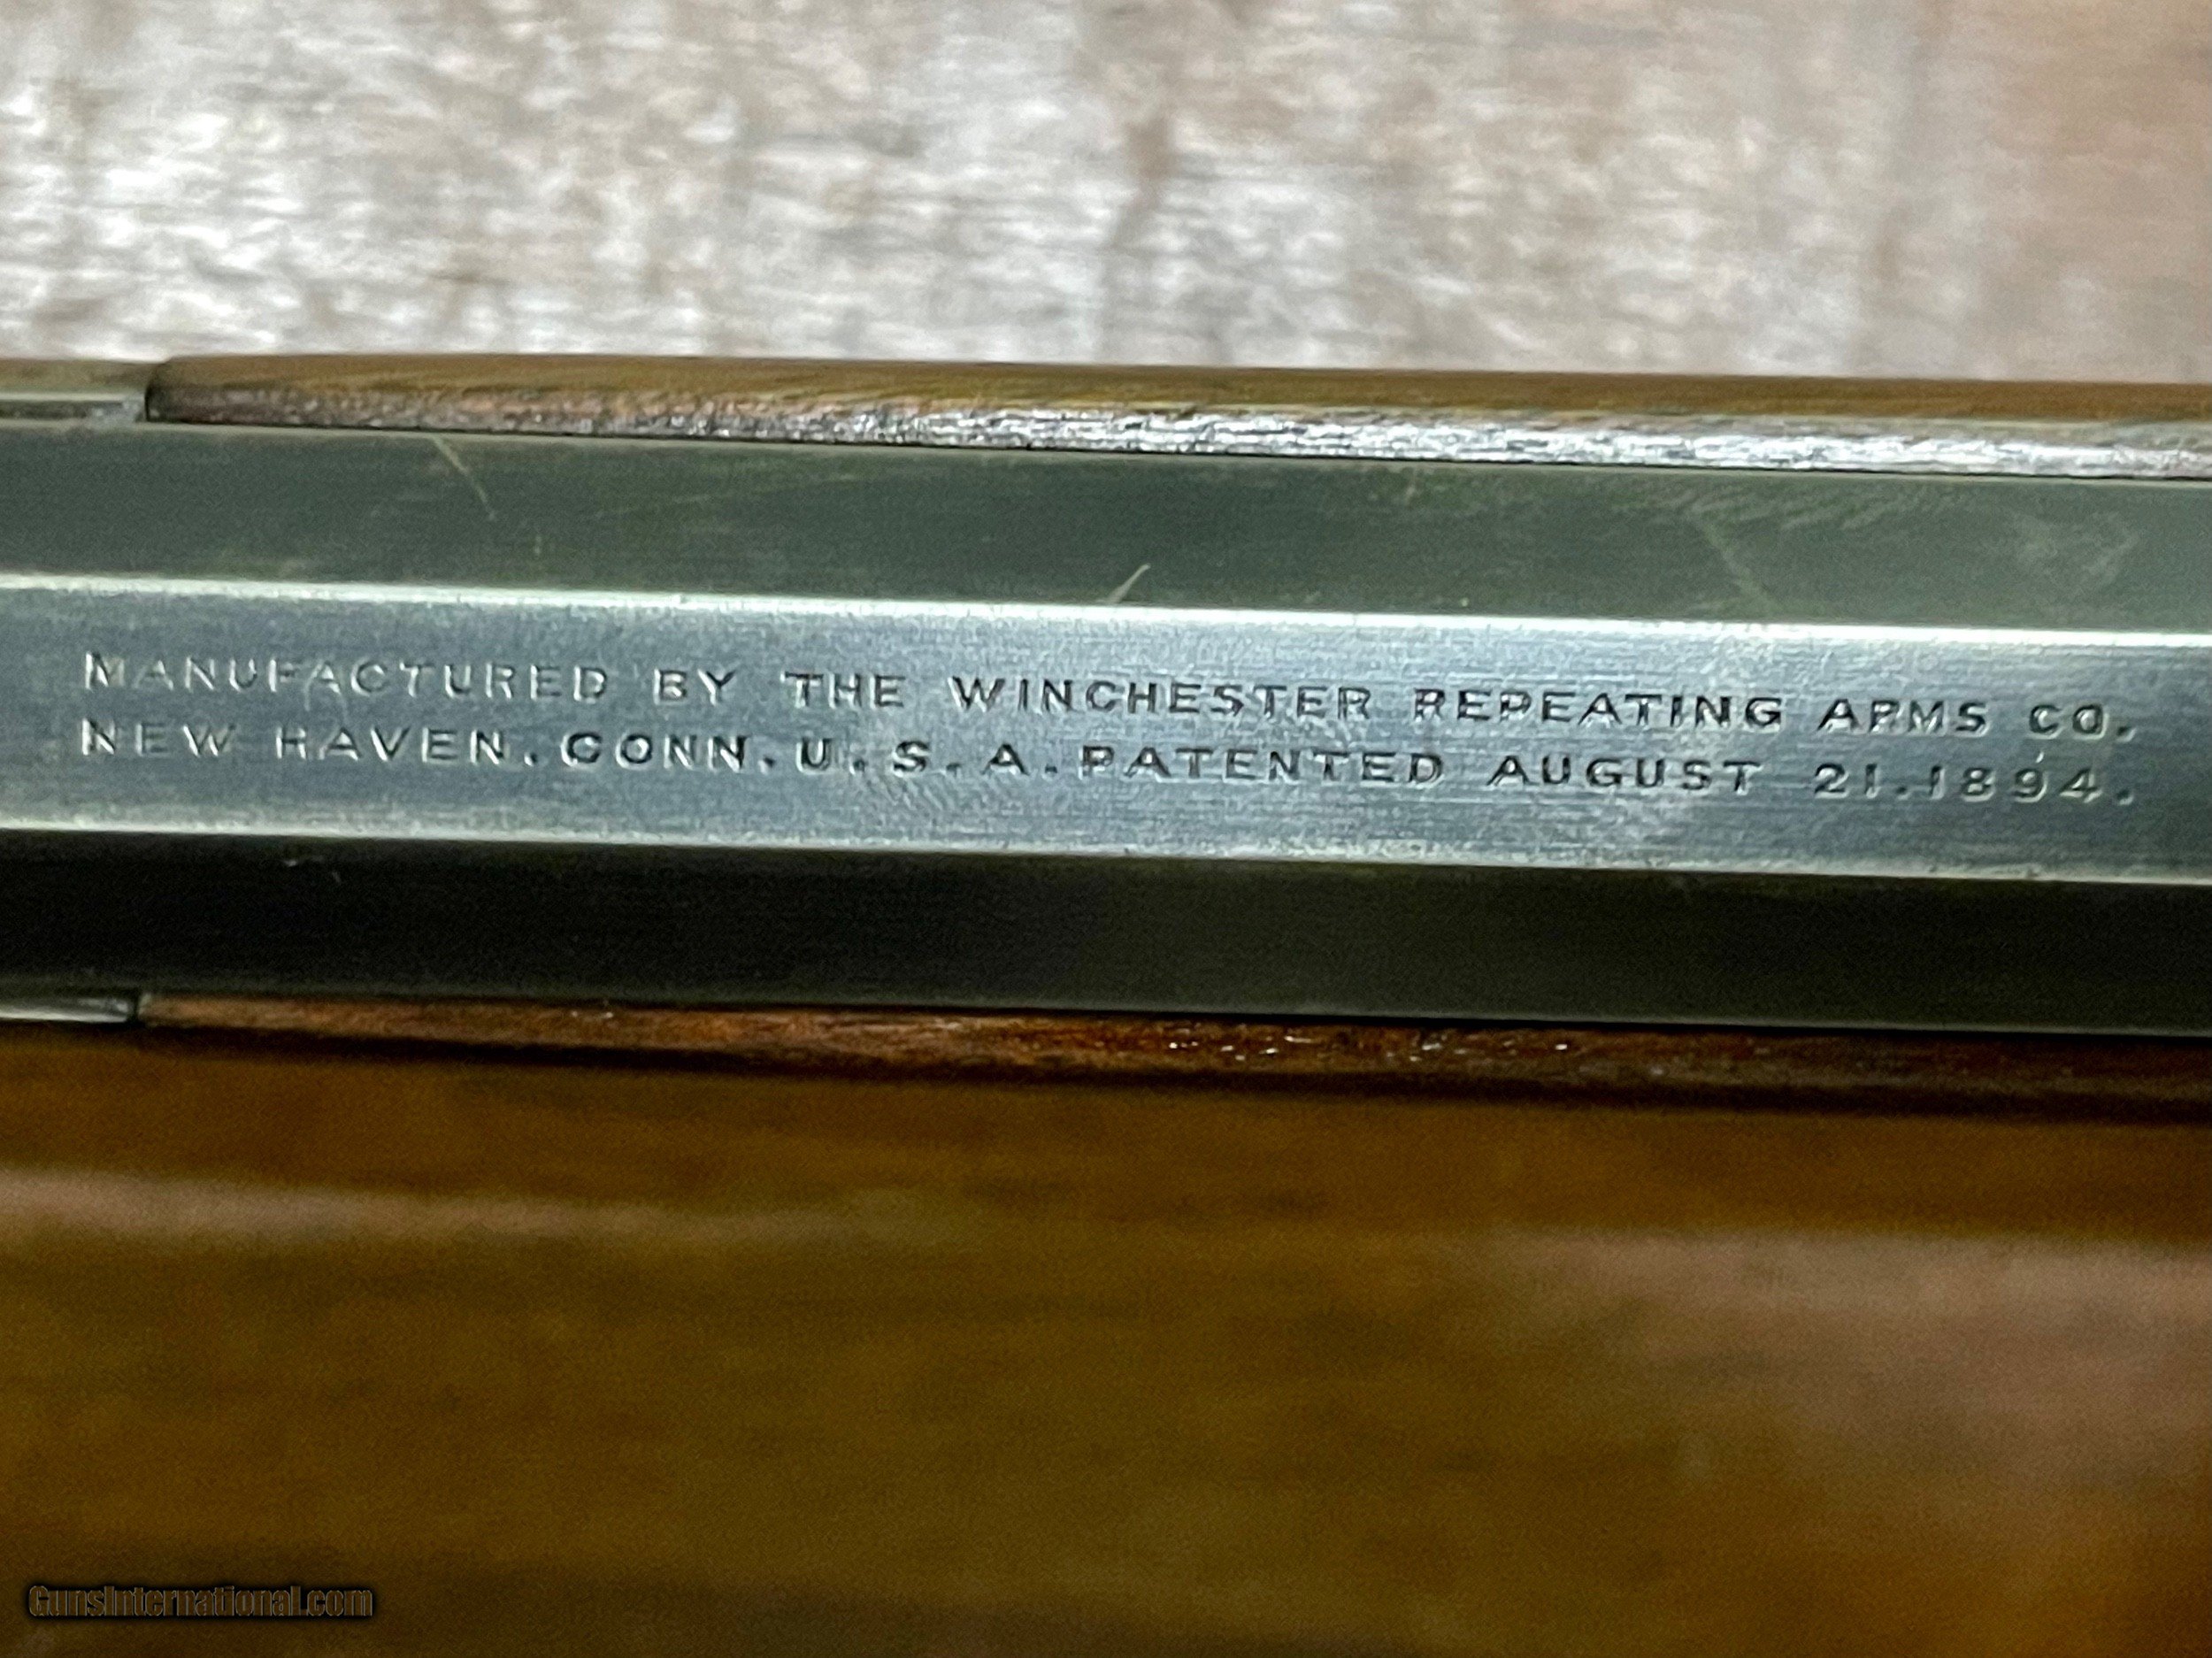 MANUFACTURED BY THE WINCHESTER REPEATING ARMS CO.
NEW HAVEN. CONN. U. S. A. PATENTED AUGUST 21. 1894.
GunsInternational.com